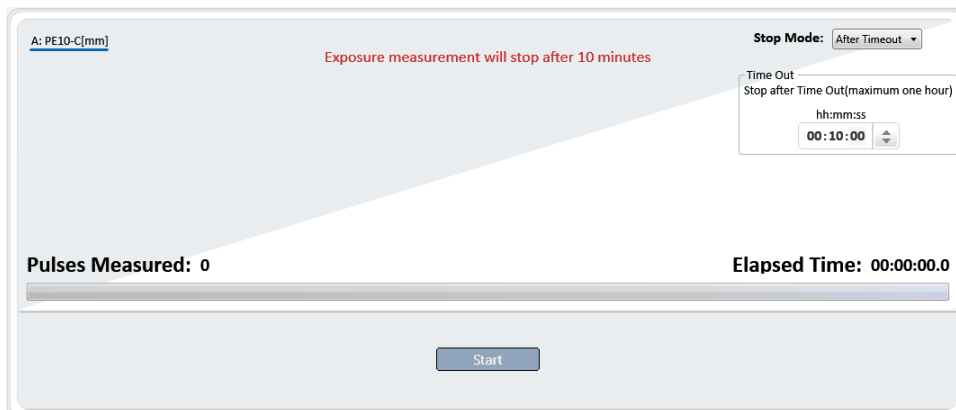 A: PE10-C[mm]
Exposure measurement will stop after 10 minutes
Stop Mode: After Timeout
Time Out
Stop after Time Out(maximum one hour)
hh:mm:ss
00:10:00
Pulses Measured: 0
Elapsed Time: 00:00:00.0
Start